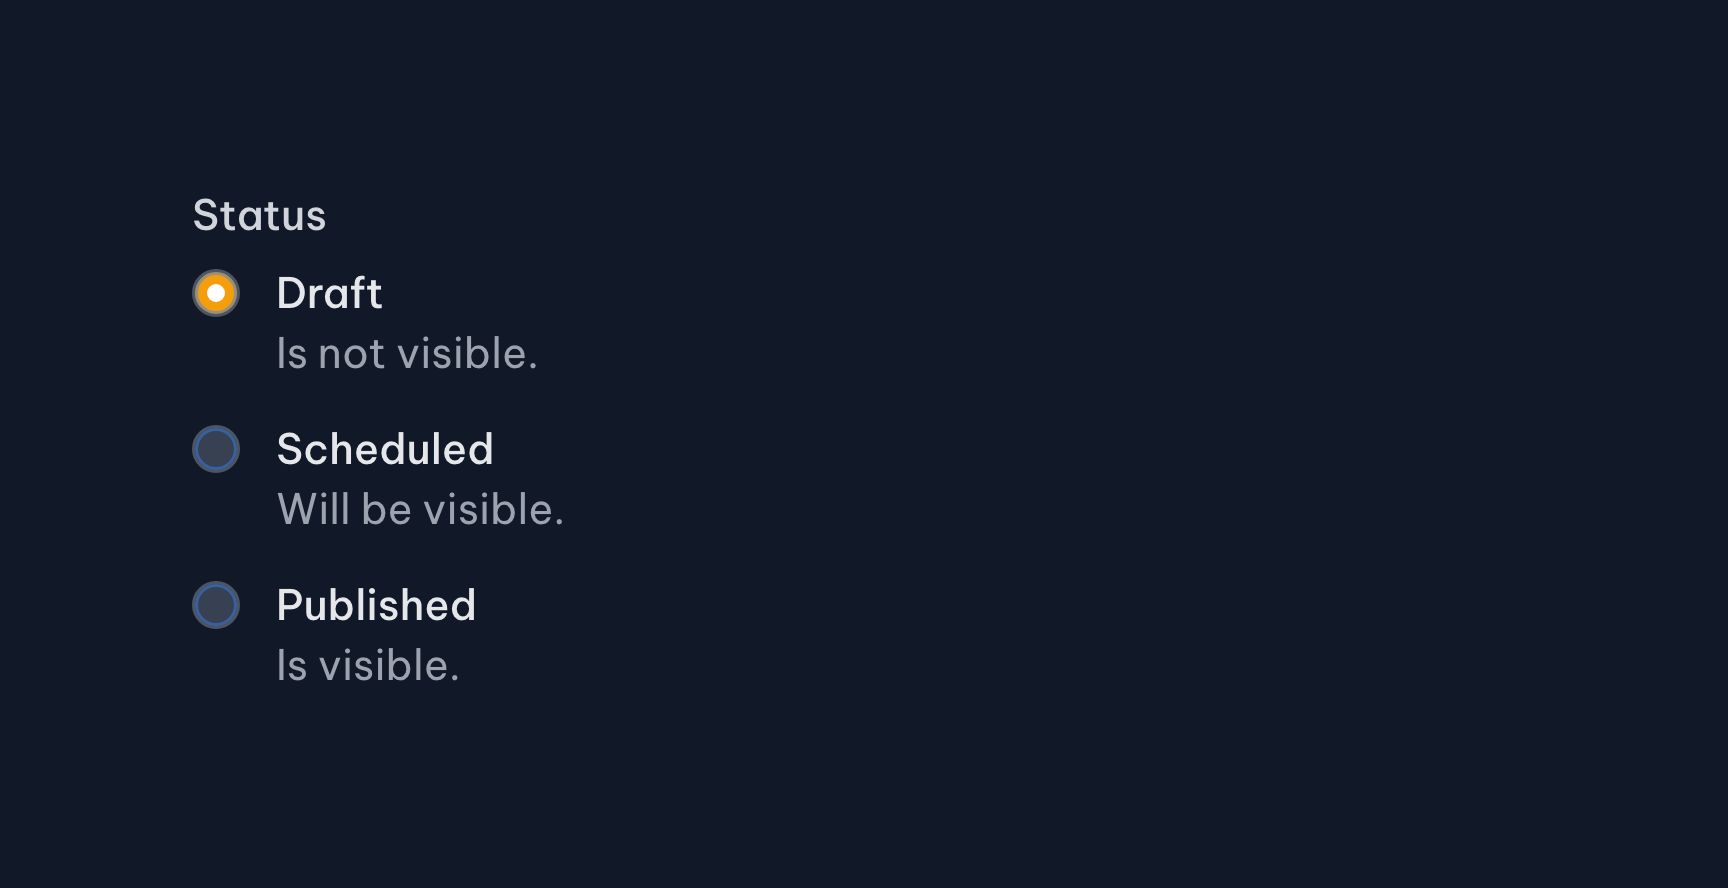 Status
Draft
Is not visible.
Scheduled
Will be visible.
Published
Is visible.